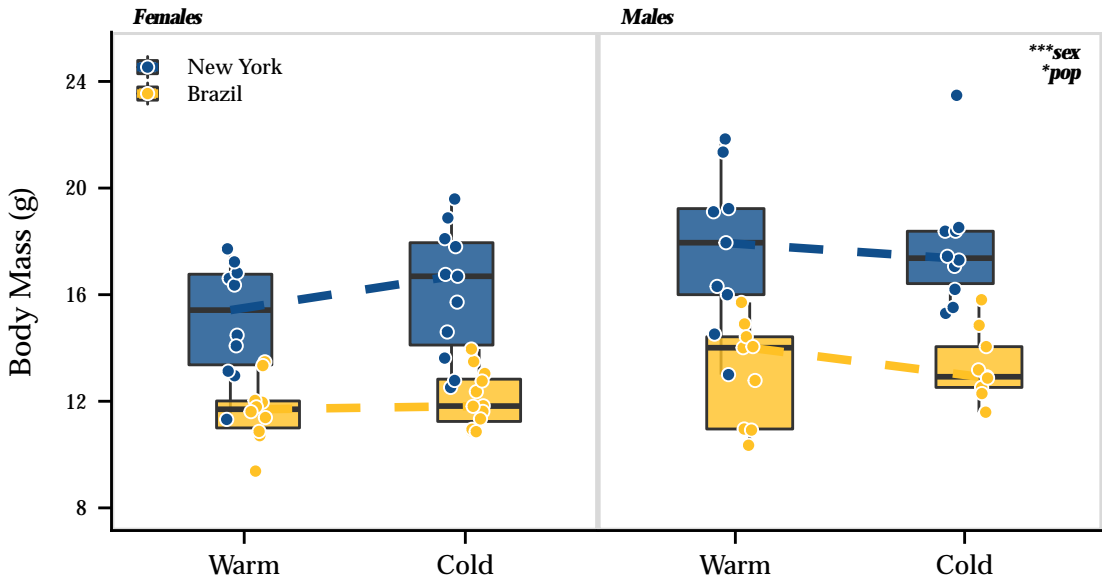 Females
Males
New York
Brazil
***sex
*pop
Body Mass (g)
24
20
16
12
8
Warm
Cold
Warm
Cold